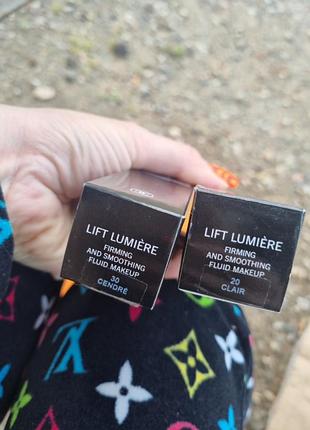 LIFT LUMIÈRE
FIRMING
AND SMOOTHING
FLUID MAKEUP
30
CENDRÉ
LIFT LUMIÈRE
FIRMING
AND SMOOTHING
FLUID MAKEUP
20
CLAIR